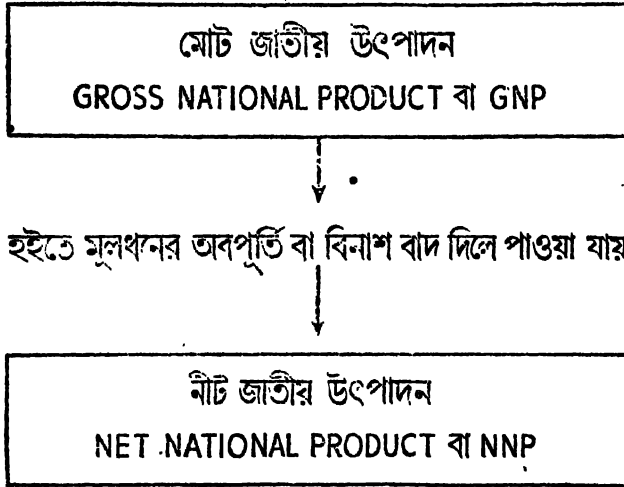 মোট জাতীয় উৎপাদন
GROSS NATIONAL PRODUCT বা GNP
হইতে মূলধনের অবপূর্তি বা বিনাশ বাদ দিলে পাওয়া যায়
নীট জাতীয় উৎপাদন
NET NATIONAL PRODUCT বা NNP